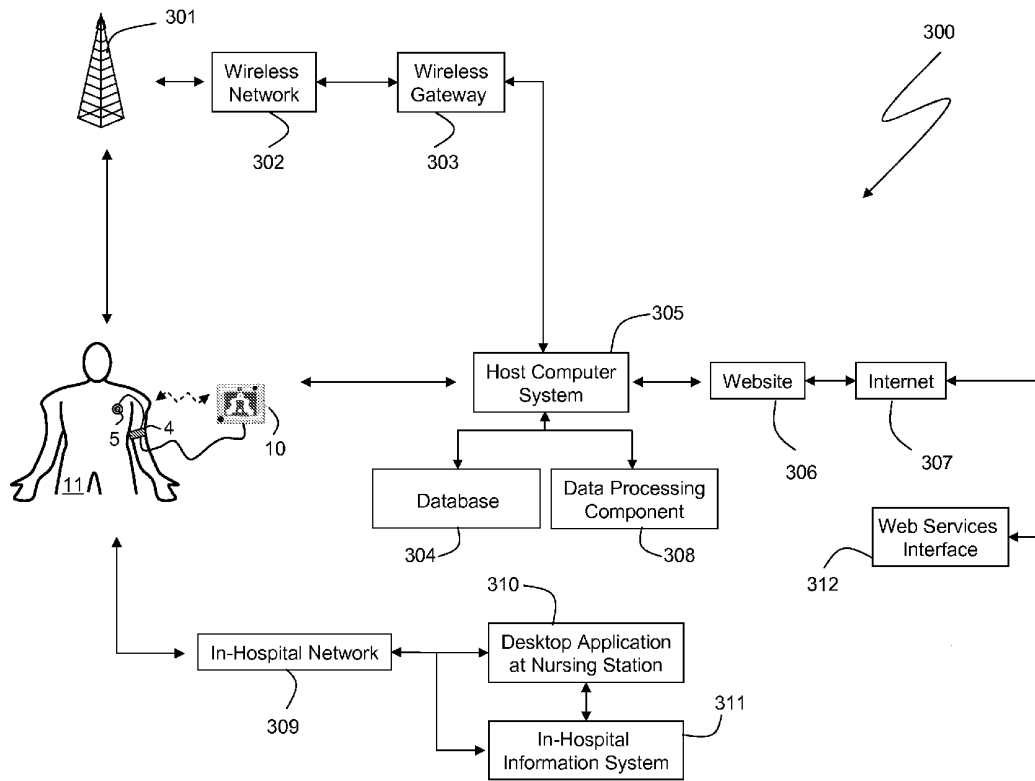 301
300
Wireless
Network
Wireless
Gateway
302
303
305
Host Computer
System
Website
Internet
5
4
10
11
306
307
Database
Data Processing
Component
304
308
Web Services
Interface
312
310
In-Hospital Network
Desktop Application
at Nursing Station
309
311
In-Hospital
Information System